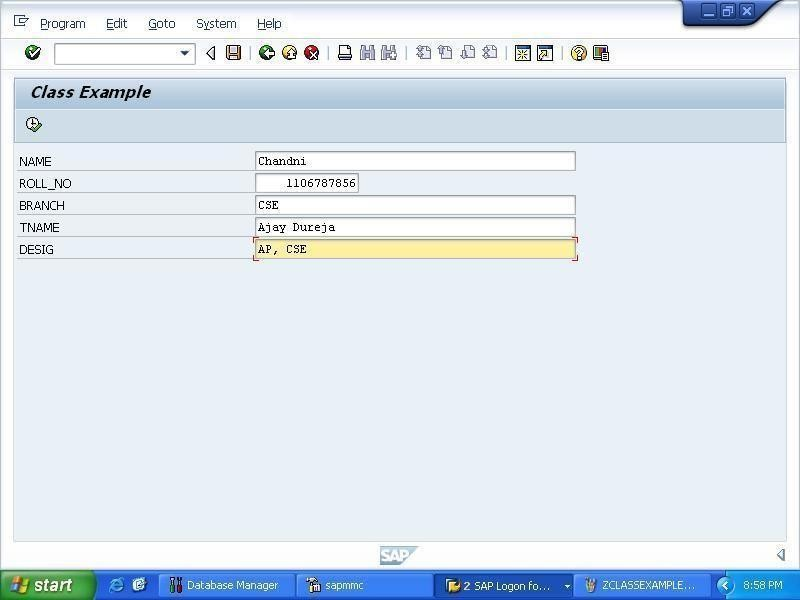 Program Edit Goto System Help
Class Example
NAME Chandni
ROLL_NO 1106787856
BRANCH CSE
TNAME Ajay Dureja
DESIG AP, CSE
SAP
start Database Manager sapmmc 2 SAP Logon fo... ZCLASSEXAMPLE... 8:58 PM